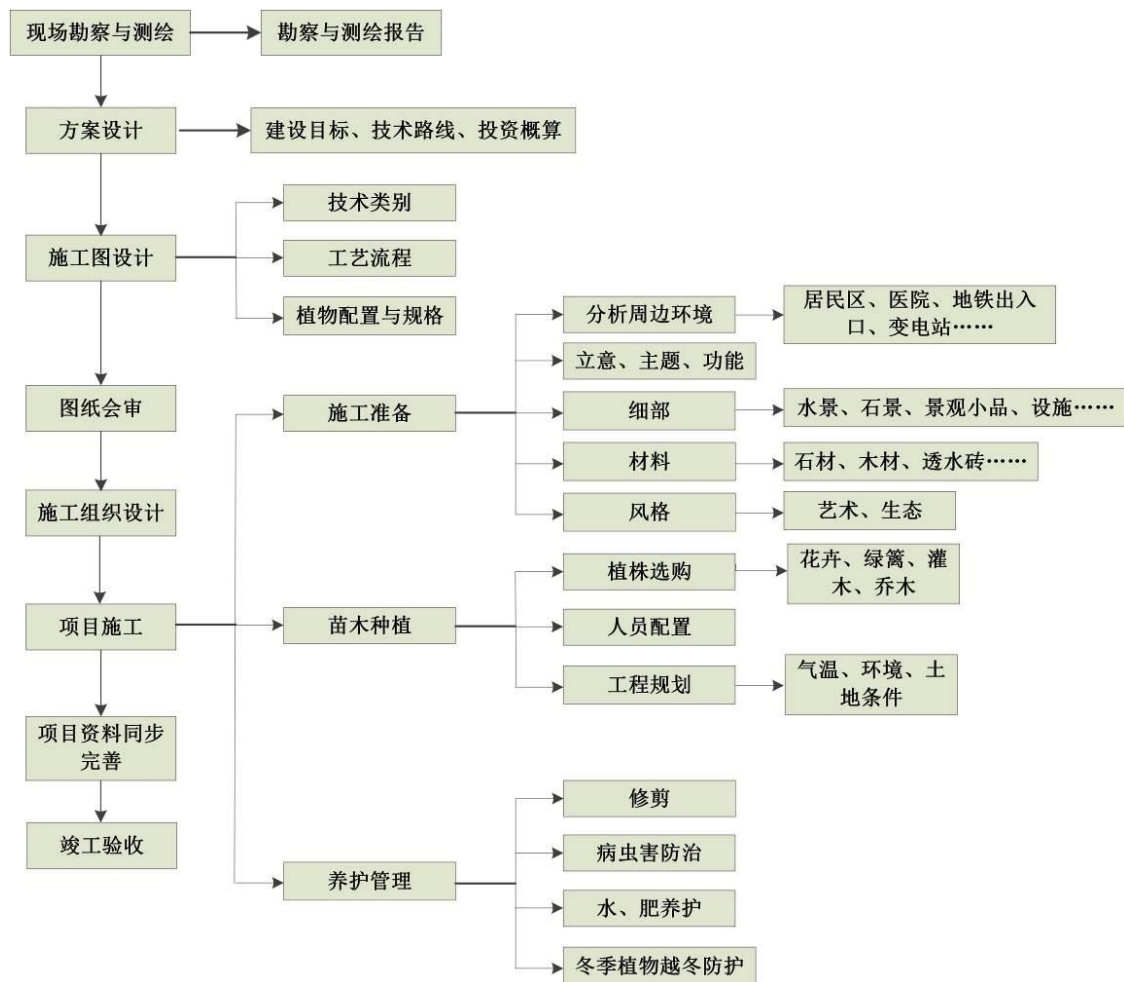 现场勘察与测绘
勘察与测绘报告
方案设计
建设目标、技术路线、投资概算
施工图设计
技术类别
工艺流程
植物配置与规格
图纸会审
施工组织设计
项目施工
施工准备
分析周边环境
居民区、医院、地铁出入
口、变电站……
立意、主题、功能
细部
水景、石景、景观小品、设施……
材料
石材、木材、透水砖……
风格
艺术、生态
苗木种植
植株选购
花卉、绿篱、灌
木、乔木
人员配置
工程规划
气温、环境、土
地条件
养护管理
修剪
病虫害防治
水、肥养护
冬季植物越冬防护
项目资料同步
完善
竣工验收